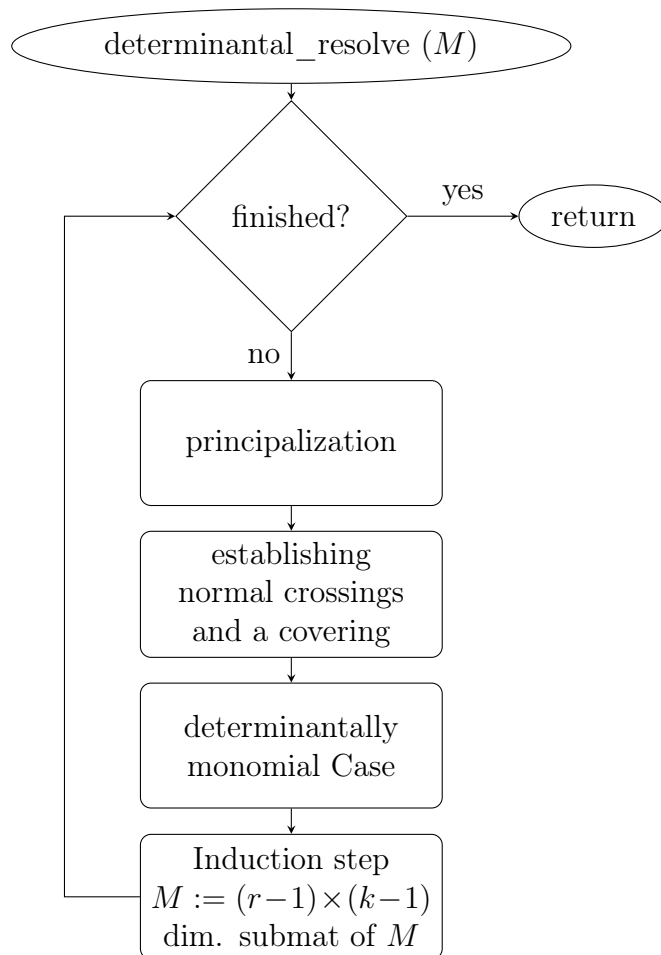 determinantal_resolve (M)
finished?
yes
return
no
principalization
establishing
normal crossings
and a covering
determinantally
monomial Case
Induction step
M := (r−1)×(k−1)
dim. submat of M